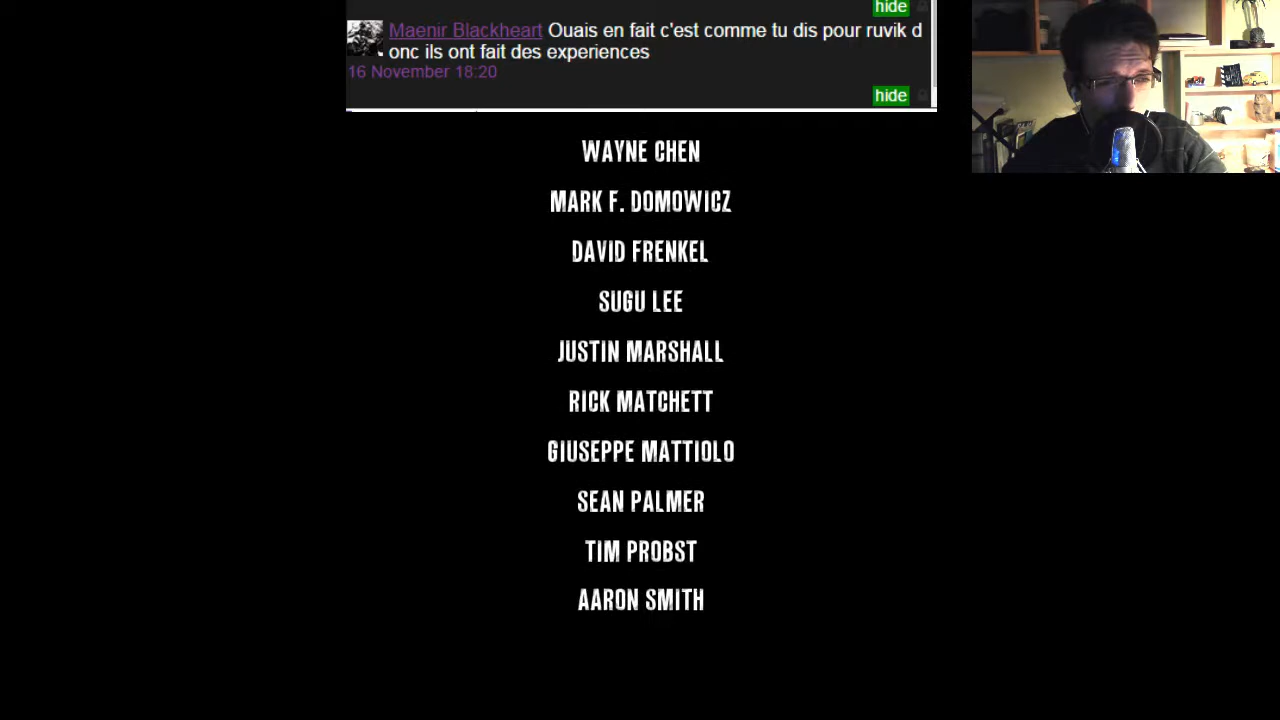 hide
Maenir Blackheart Ouais en fait c'est comme tu dis pour ruvik d
onc ils ont fait des experiences
16 November 18:20
hide
WAYNE CHEN
MARK F. DOMOWICZ
DAVID FRENKEL
SUGU LEE
JUSTIN MARSHALL
RICK MATCHETT
GIUSEPPE MATTIOLO
SEAN PALMER
TIM PROBST
AARON SMITH